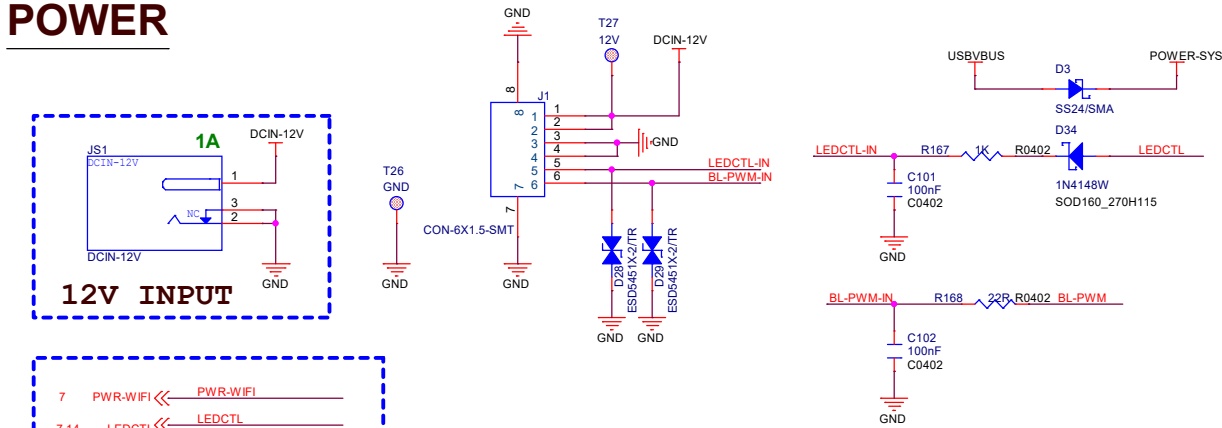 POWER
1A
DCIN-12V
JS1
DCIN-12V
1
3
NC
2
DCIN-12V
GND
12V INPUT
T26
GND
GND
GND
T27
12V
DCIN-12V
8
J1
8
1 1
2 2
3 3
GND
4 4
5 5
LEDCTL-IN
6 6
BL-PWM-IN
7
7
CON-6X1.5-SMT
GND
D28
ESD5451X-2/TR
D29
ESD5451X-2/TR
GND
GND
USBVBUS
D3
POWER-SYS
SS24/SMA
D34
LEDCTL-IN
R167
1K
R0402
LEDCTL
1N4148W
SOD160_270H115
C101
100nF
C0402
GND
BL-PWM-IN
R168
22R
R0402
BL-PWM
C102
100nF
C0402
GND
7 PWR-WIFI PWR-WIFI
LEDCTL